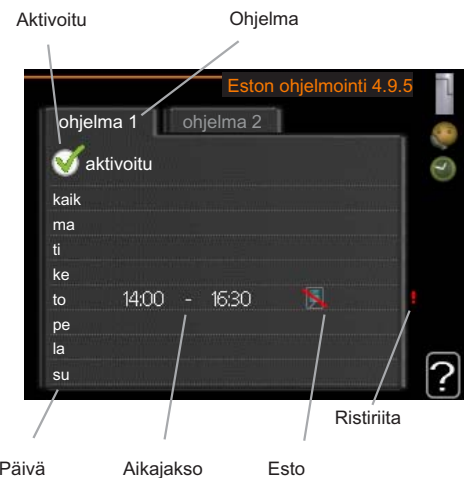 Aktivoitu Ohjelma
Eston ohjelmointi 4.9.5
ohjelma 1 ohjelma 2
aktivoitu
kaik
ma
ti
ke
to 14:00 - 16:30 !
pe
la
su
?
Ristiriita
Päivä Aikajakso Esto